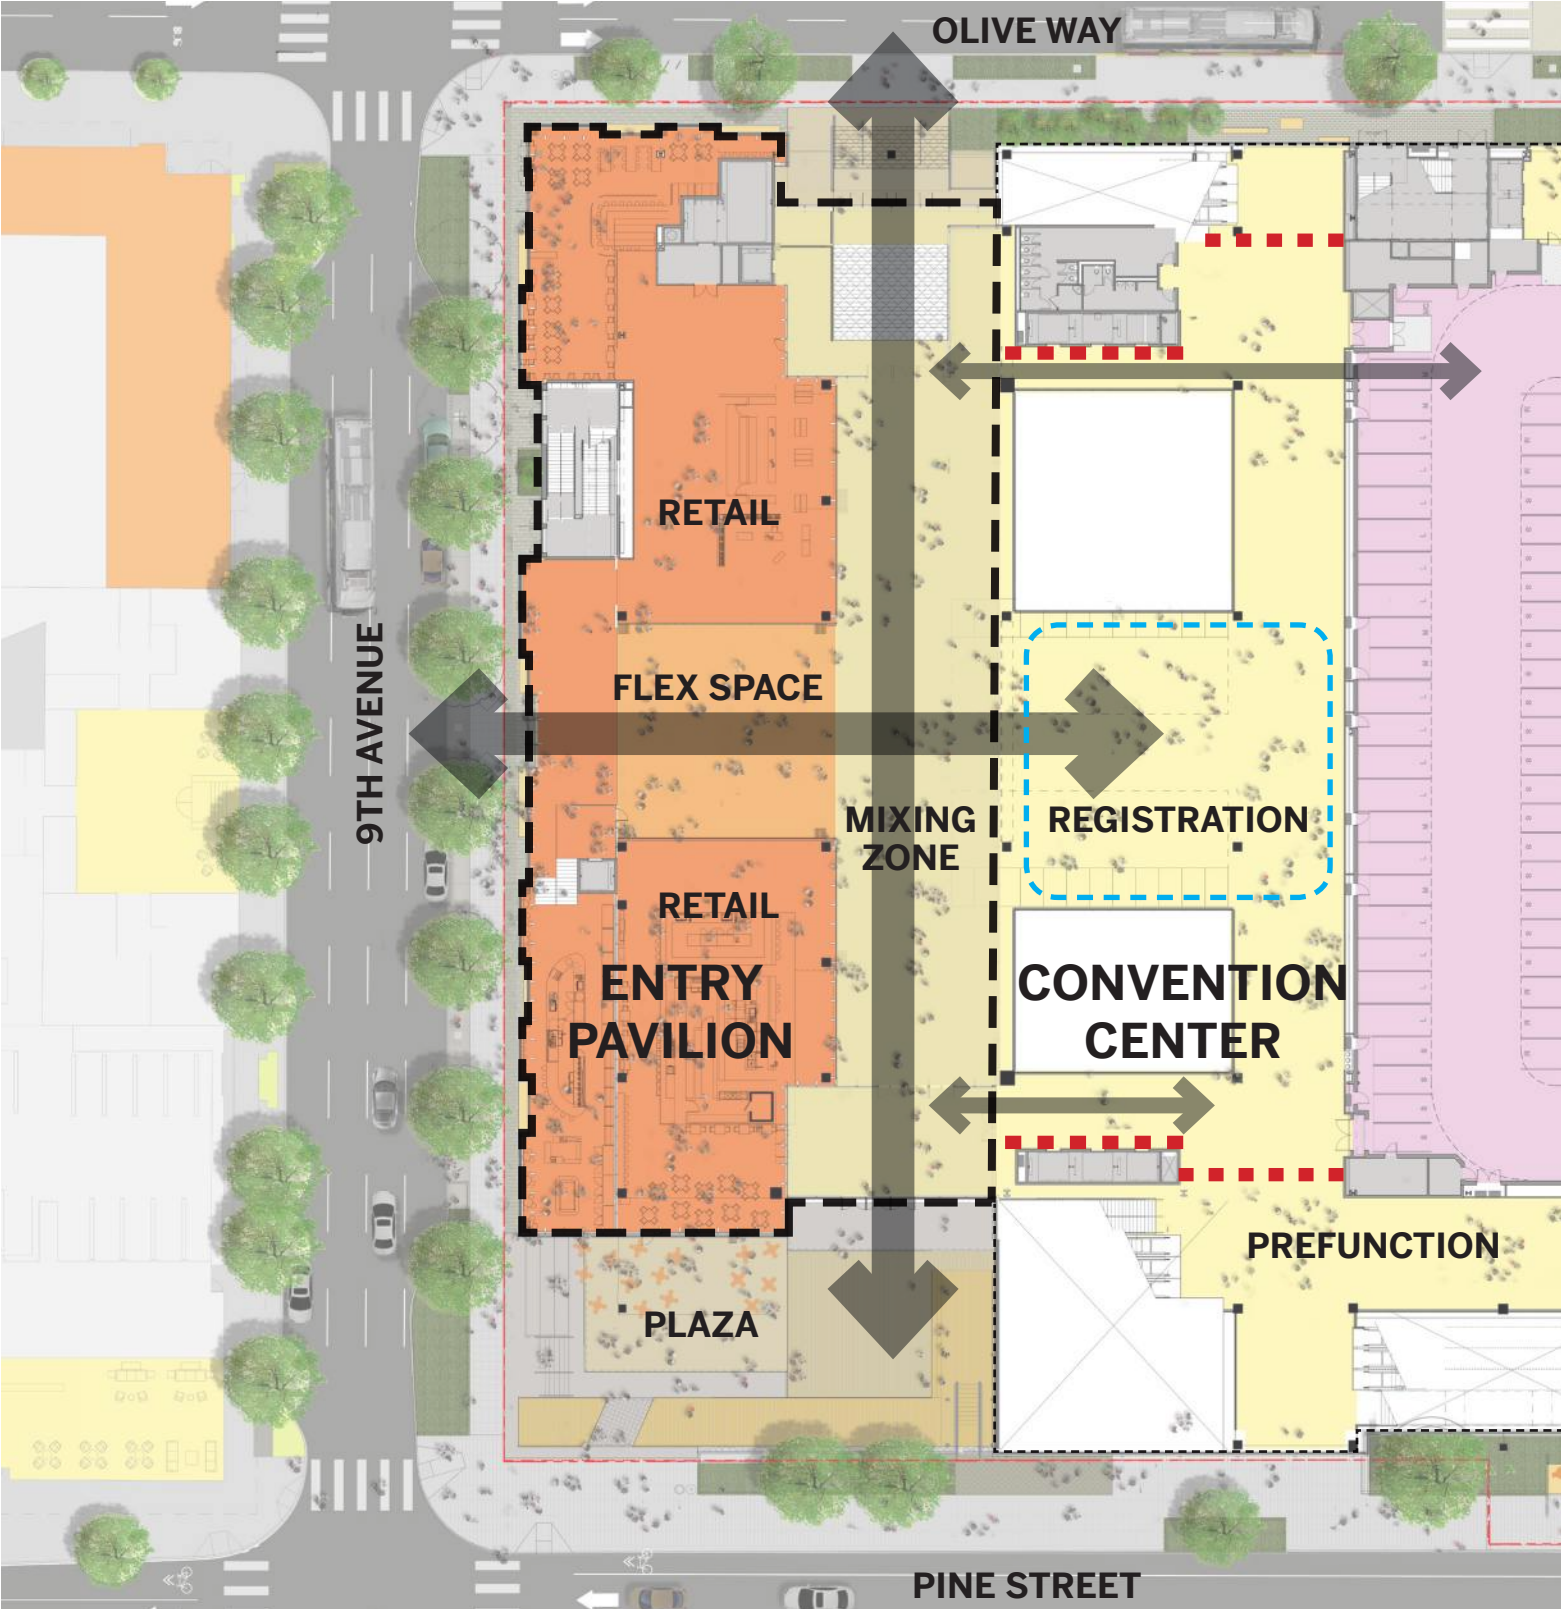 OLIVE WAY
RETAIL
9TH AVENUE
FLEX SPACE
MIXING
ZONE
REGISTRATION
RETAIL
ENTRY
PAVILION
CONVENTION
CENTER
PREFUNCTION
PLAZA
PINE STREET